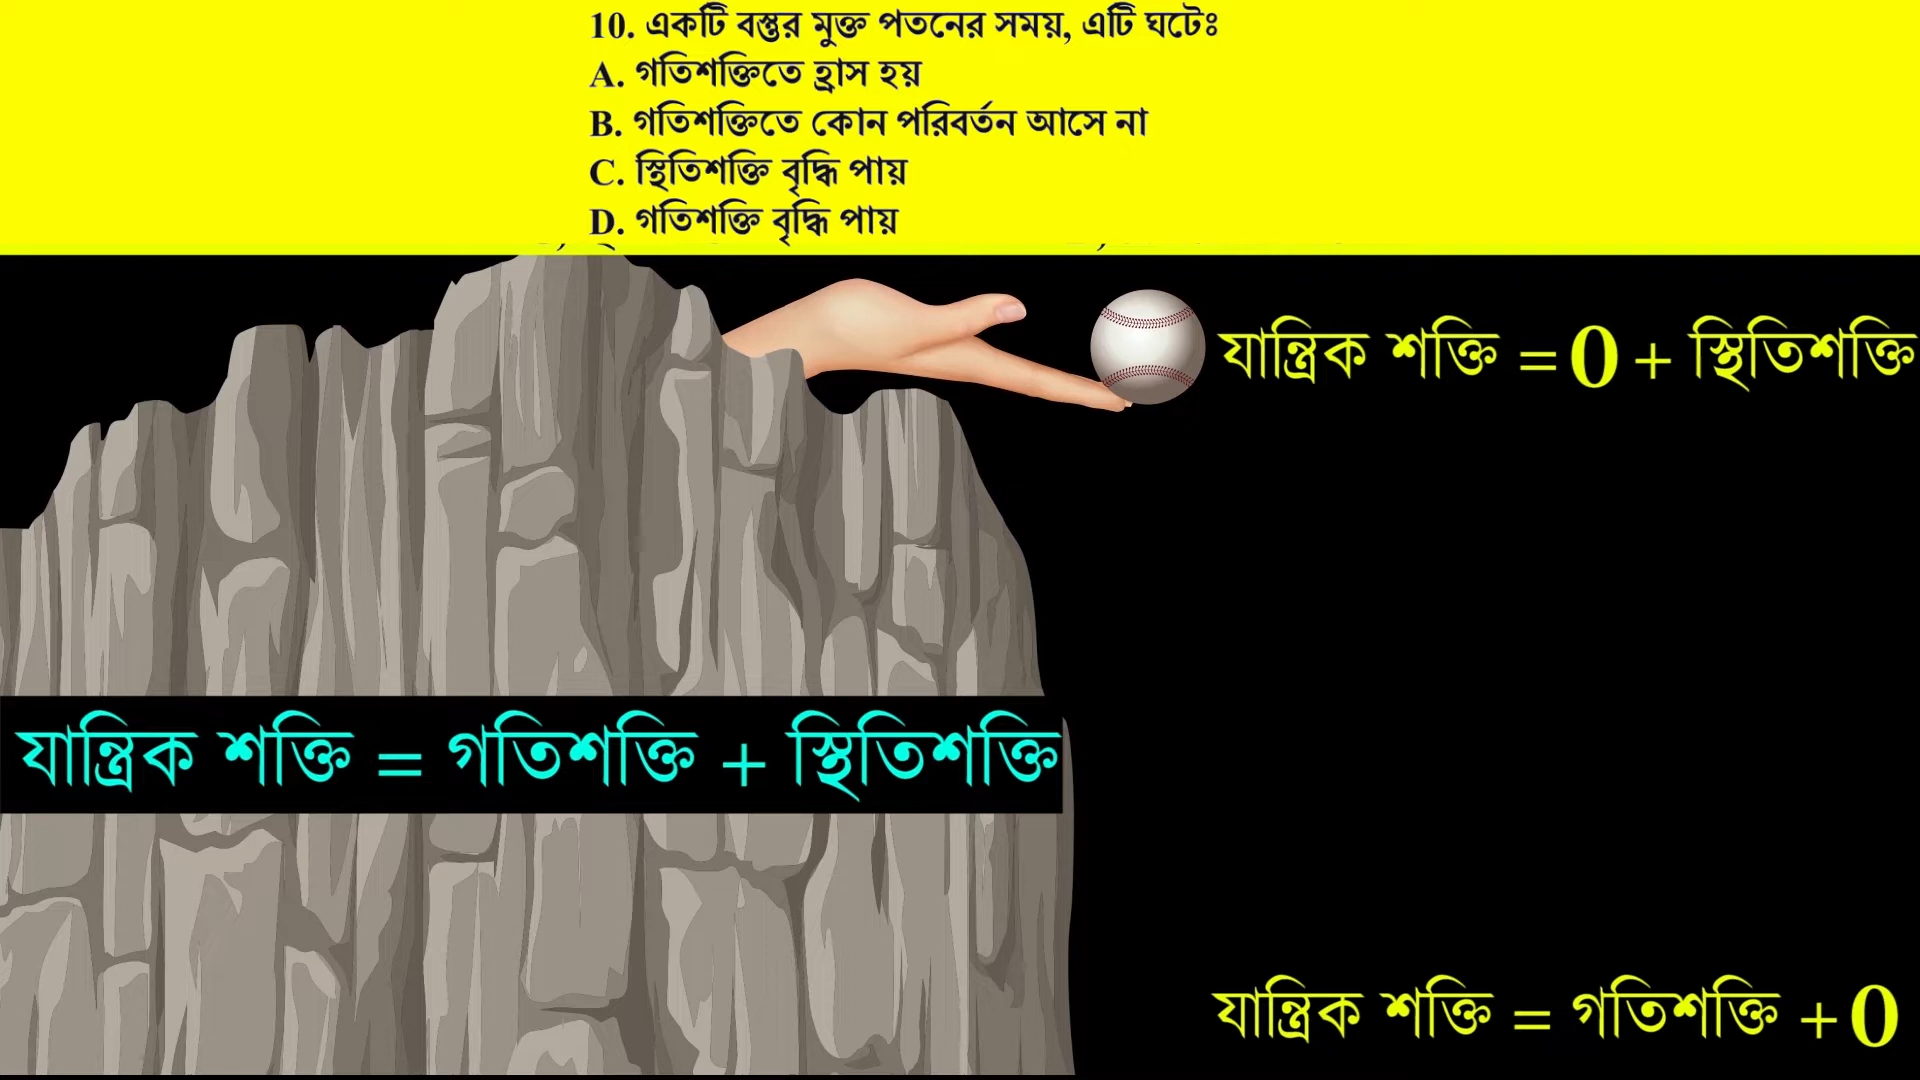 10. একটি বস্তুর মুক্ত পতনের সময়, এটি ঘটেঃ
A. গতিশক্তিতে হ্রাস হয়
B. গতিশক্তিতে কোন পরিবর্তন আসে না
C. স্থিতিশক্তি বৃদ্ধি পায়
D. গতিশক্তি বৃদ্ধি পায়
যান্ত্রিক শক্তি = 0 + স্থিতিশক্তি
যান্ত্রিক শক্তি = গতিশক্তি + স্থিতিশক্তি
যান্ত্রিক শক্তি = গতিশক্তি + 0